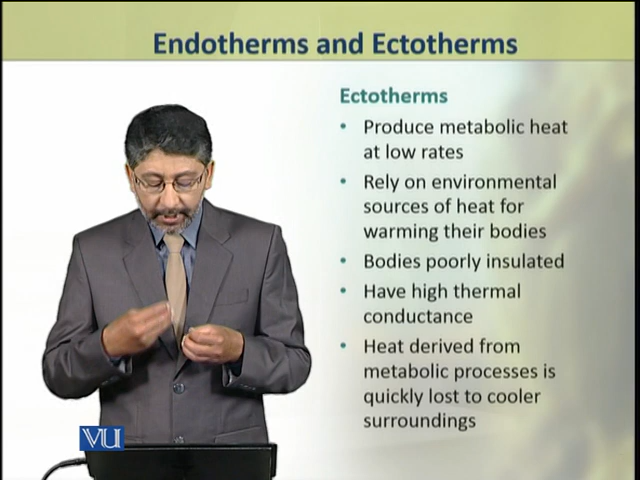 Endotherms and Ectotherms
Ectotherms
• Produce metabolic heat
at low rates
• Rely on environmental
sources of heat for
warming their bodies
• Bodies poorly insulated
• Have high thermal
conductance
• Heat derived from
metabolic processes is
quickly lost to cooler
surroundings
VU